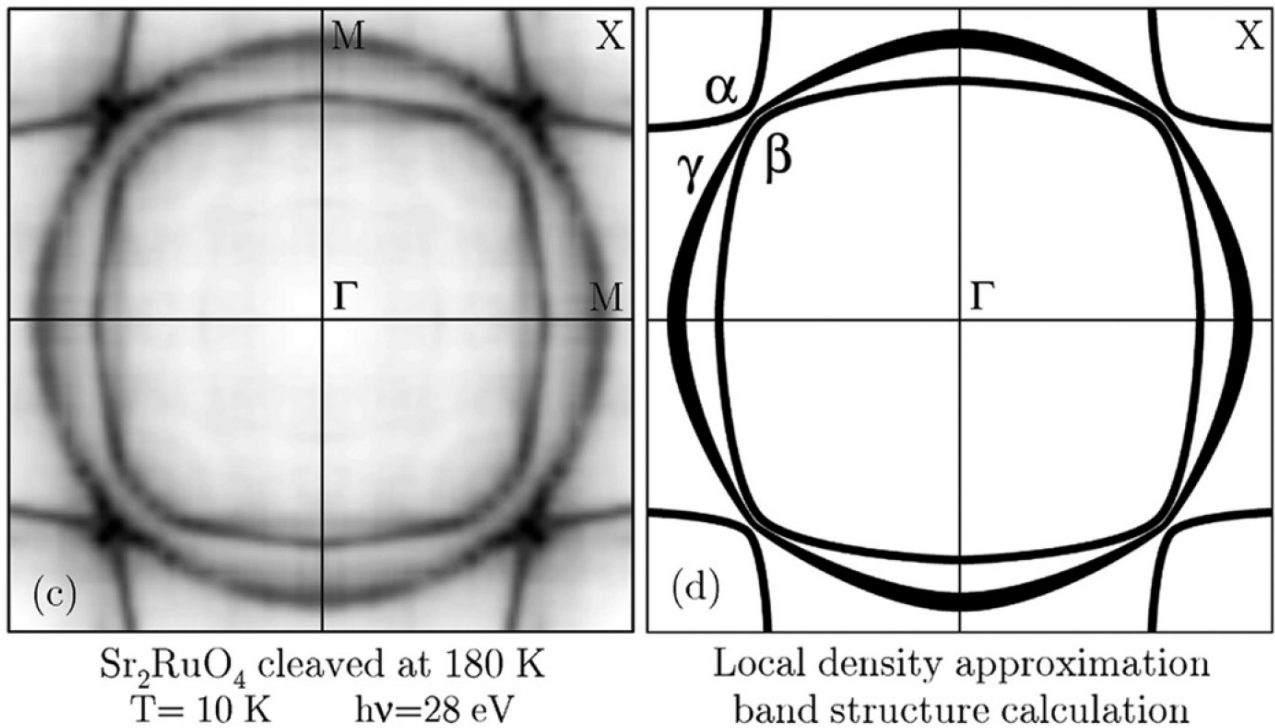 M
X
Γ
M
(c)
X
α
β
γ
Γ
(d)
Sr₂RuO₄ cleaved at 180 K
T= 10 K hν=28 eV
Local density approximation
band structure calculation